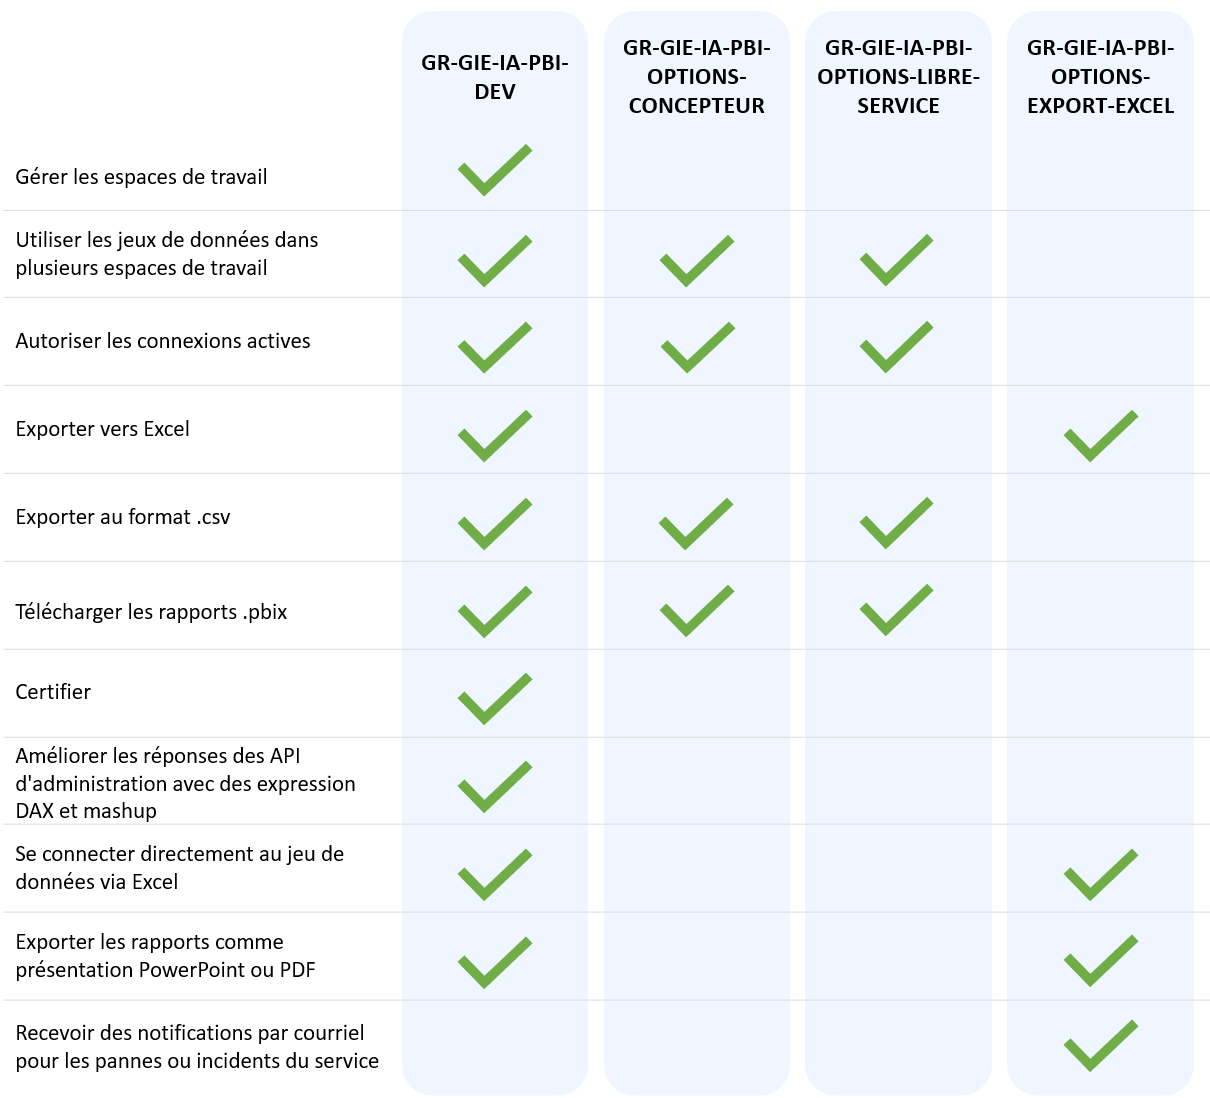 GR-GIE-IA-PBI-
DEV
GR-GIE-IA-PBI-
OPTIONS-
CONCEPTEUR
GR-GIE-IA-PBI-
OPTIONS-LIBRE-
SERVICE
GR-GIE-IA-PBI-
OPTIONS-
EXPORT-EXCEL
Gérer les espaces de travail
Utiliser les jeux de données dans
plusieurs espaces de travail
Autoriser les connexions actives
Exporter vers Excel
Exporter au format .csv
Télécharger les rapports .pbix
Certifier
Améliorer les réponses des API
d'administration avec des expression
DAX et mashup
Se connecter directement au jeu de
données via Excel
Exporter les rapports comme
présentation PowerPoint ou PDF
Recevoir des notifications par courriel
pour les pannes ou incidents du service